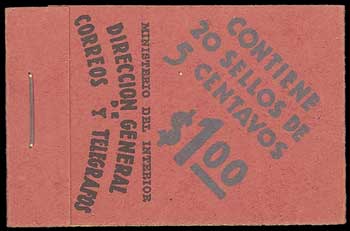 MINISTERIO DEL INTERIOR
DIRECCION GENERAL
DE
CORREOS Y TELEGRAFOS
CONTIENE
20 SELLOS DE
5 CENTAVOS
$1.00